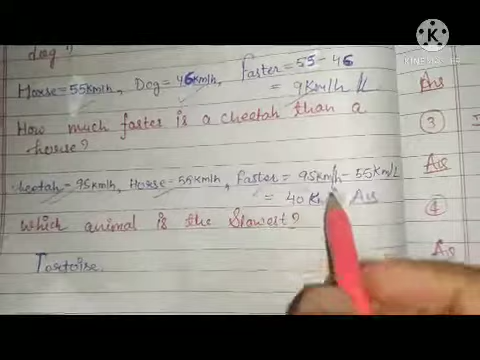 dog?
Horse = 55km/h, Dog = 46km/h, faster = 55 - 46
= 9km/h
How much faster is a cheetah than a
horse?
Cheetah - 95km/h, Horse - 55km/h, faster = 95km/h - 55km/h
= 40 Ans
Which animal is the Slowest?
Tortoise.
Ans
3
Ans
4
Ans
K
KINEMASTER